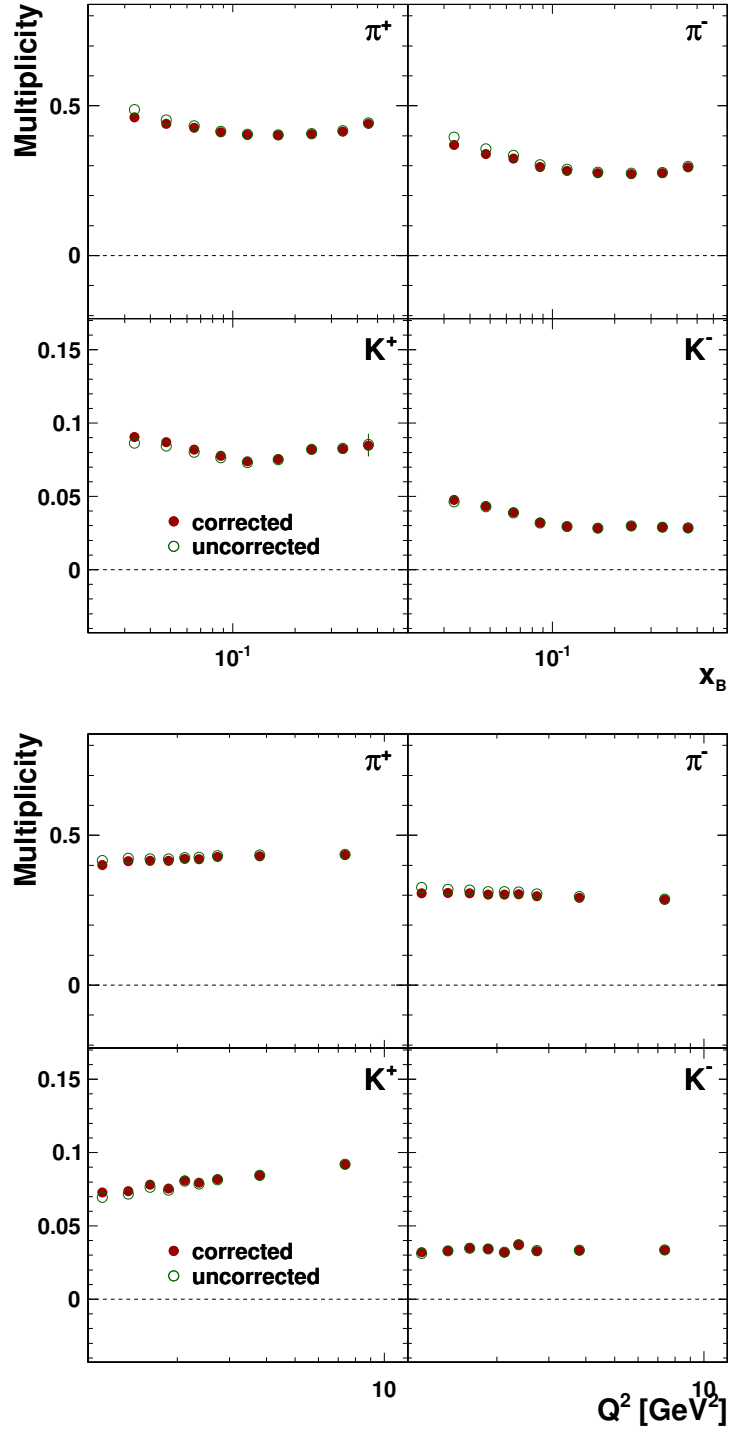 Multiplicity
π+ π-
0.5
0
K+ K-
0.15
0.1
0.05
0
corrected
uncorrected
10-1 10-1
xB
Multiplicity
π+ π-
0.5
0
K+ K-
0.15
0.1
0.05
0
corrected
uncorrected
10 10
Q2 [GeV2]